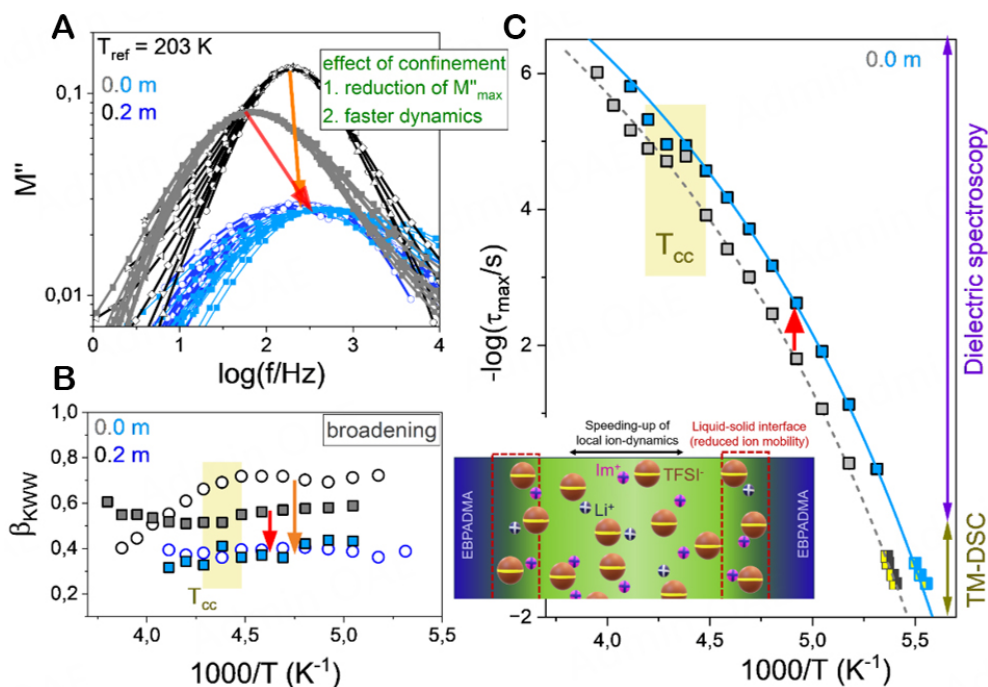 A
T_ref = 203 K
0.0 m
0.2 m
effect of confinement
1. reduction of M"_max
2. faster dynamics
M"
0,1
0,01
0 1 2 3 4
log(f/Hz)
B
0.0 m
0.2 m
broadening
β_KWW
1,0
0,8
0,6
0,4
0,2
T_cc
4,0 4,5 5,0 5,5
1000/T (K⁻¹)
C
0.0 m
-log(τ_max/s)
6
4
2
-2
T_cc
Dielectric spectroscopy
TM-DSC
Speeding-up of
local ion-dynamics
Liquid-solid interface
(reduced ion mobility)
EBPADMA
Im⁺
TFSI⁻
Li⁺
EBPADMA
4,0 4,5 5,0 5,5
1000/T (K⁻¹)